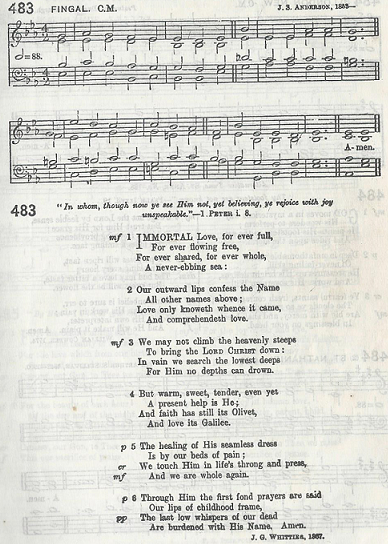 483 FINGAL. C.M. J. S. ANDERSON, 1853—
=88.
A- men.
483 "In whom, though now ye see Him not, yet believing, ye rejoice with joy
unspeakable."—1 PETER i. 8.
mf 1 IMMORTAL Love, for ever full,
For ever flowing free,
For ever shared, for ever whole,
A never-ebbing sea:
2 Our outward lips confess the Name
All other names above;
Love only knoweth whence it came,
And comprehendeth love.
mf 3 We may not climb the heavenly steeps
To bring the LORD CHRIST down:
In vain we search the lowest deeps
For Him no depths can drown.
4 But warm, sweet, tender, even yet
A present help is He;
And faith has still its Olivet,
And love its Galilee.
p 5 The healing of His seamless dress
Is by our beds of pain;
or We touch Him in life's throng and press,
mf And we are whole again.
p 6 Through Him the first fond prayers are said
Our lips of childhood frame,
pp The last low whispers of our dead
Are burdened with His Name. Amen.
J. G. WHITTIER, 1867.